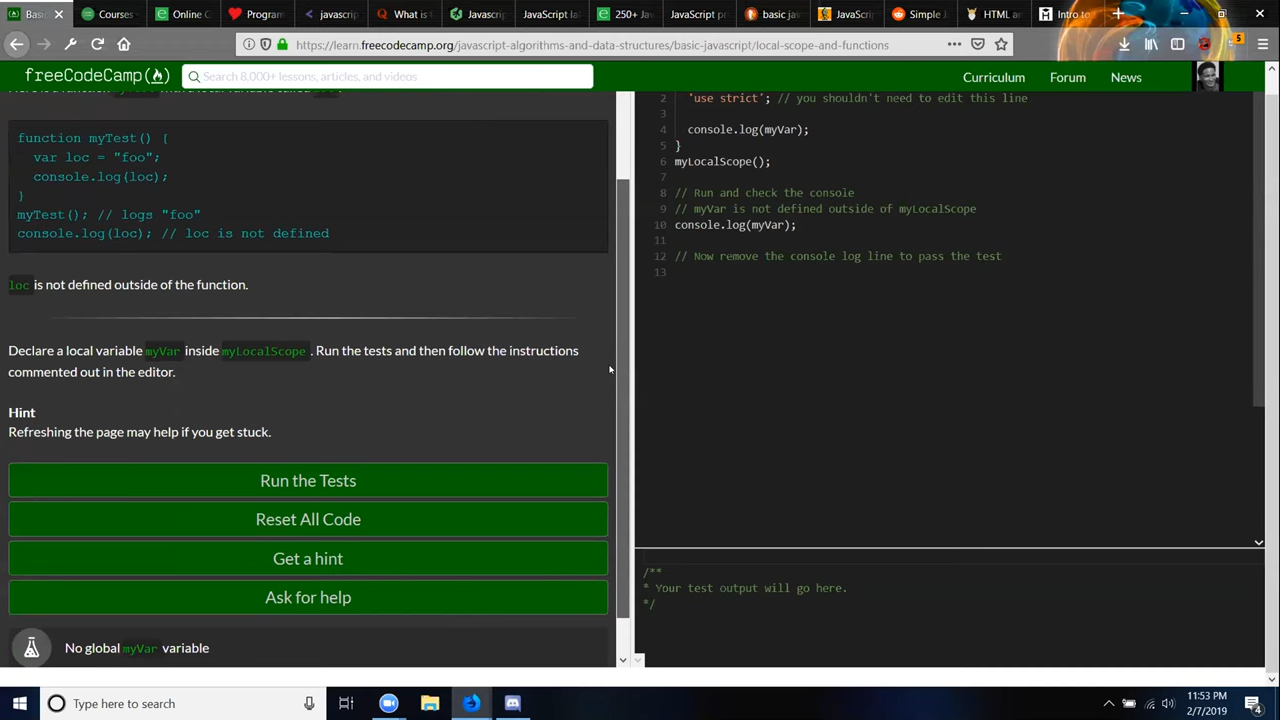 Basic
Courses -
Online C
Program
javascrip
What is
Javascrip
JavaScript la
250+ Jav
JavaScript pr
basic jav
JavaScri
Simple J
HTML an
Intro to
https://learn.freecodecamp.org/javascript-algorithms-and-data-structures/basic-javascript/local-scope-and-functions
5
freeCodeCamp
Search 8,000+ lessons, articles, and videos
Curriculum
Forum
News
function myTest() {
var loc = "foo";
console.log(loc);
}
myTest(); // logs "foo"
console.log(loc); // loc is not defined
loc is not defined outside of the function.
Declare a local variable myVar inside myLocalScope. Run the tests and then follow the instructions
commented out in the editor.
Hint
Refreshing the page may help if you get stuck.
Run the Tests
Reset All Code
Get a hint
Ask for help
No global myVar variable
2 'use strict'; // you shouldn't need to edit this line
3
4 console.log(myVar);
5 }
6 myLocalScope();
7
8 // Run and check the console
9 // myVar is not defined outside of myLocalScope
10 console.log(myVar);
11
12 // Now remove the console log line to pass the test
13
/**
* Your test output will go here.
*/
Type here to search
11:53 PM
2/7/2019
4